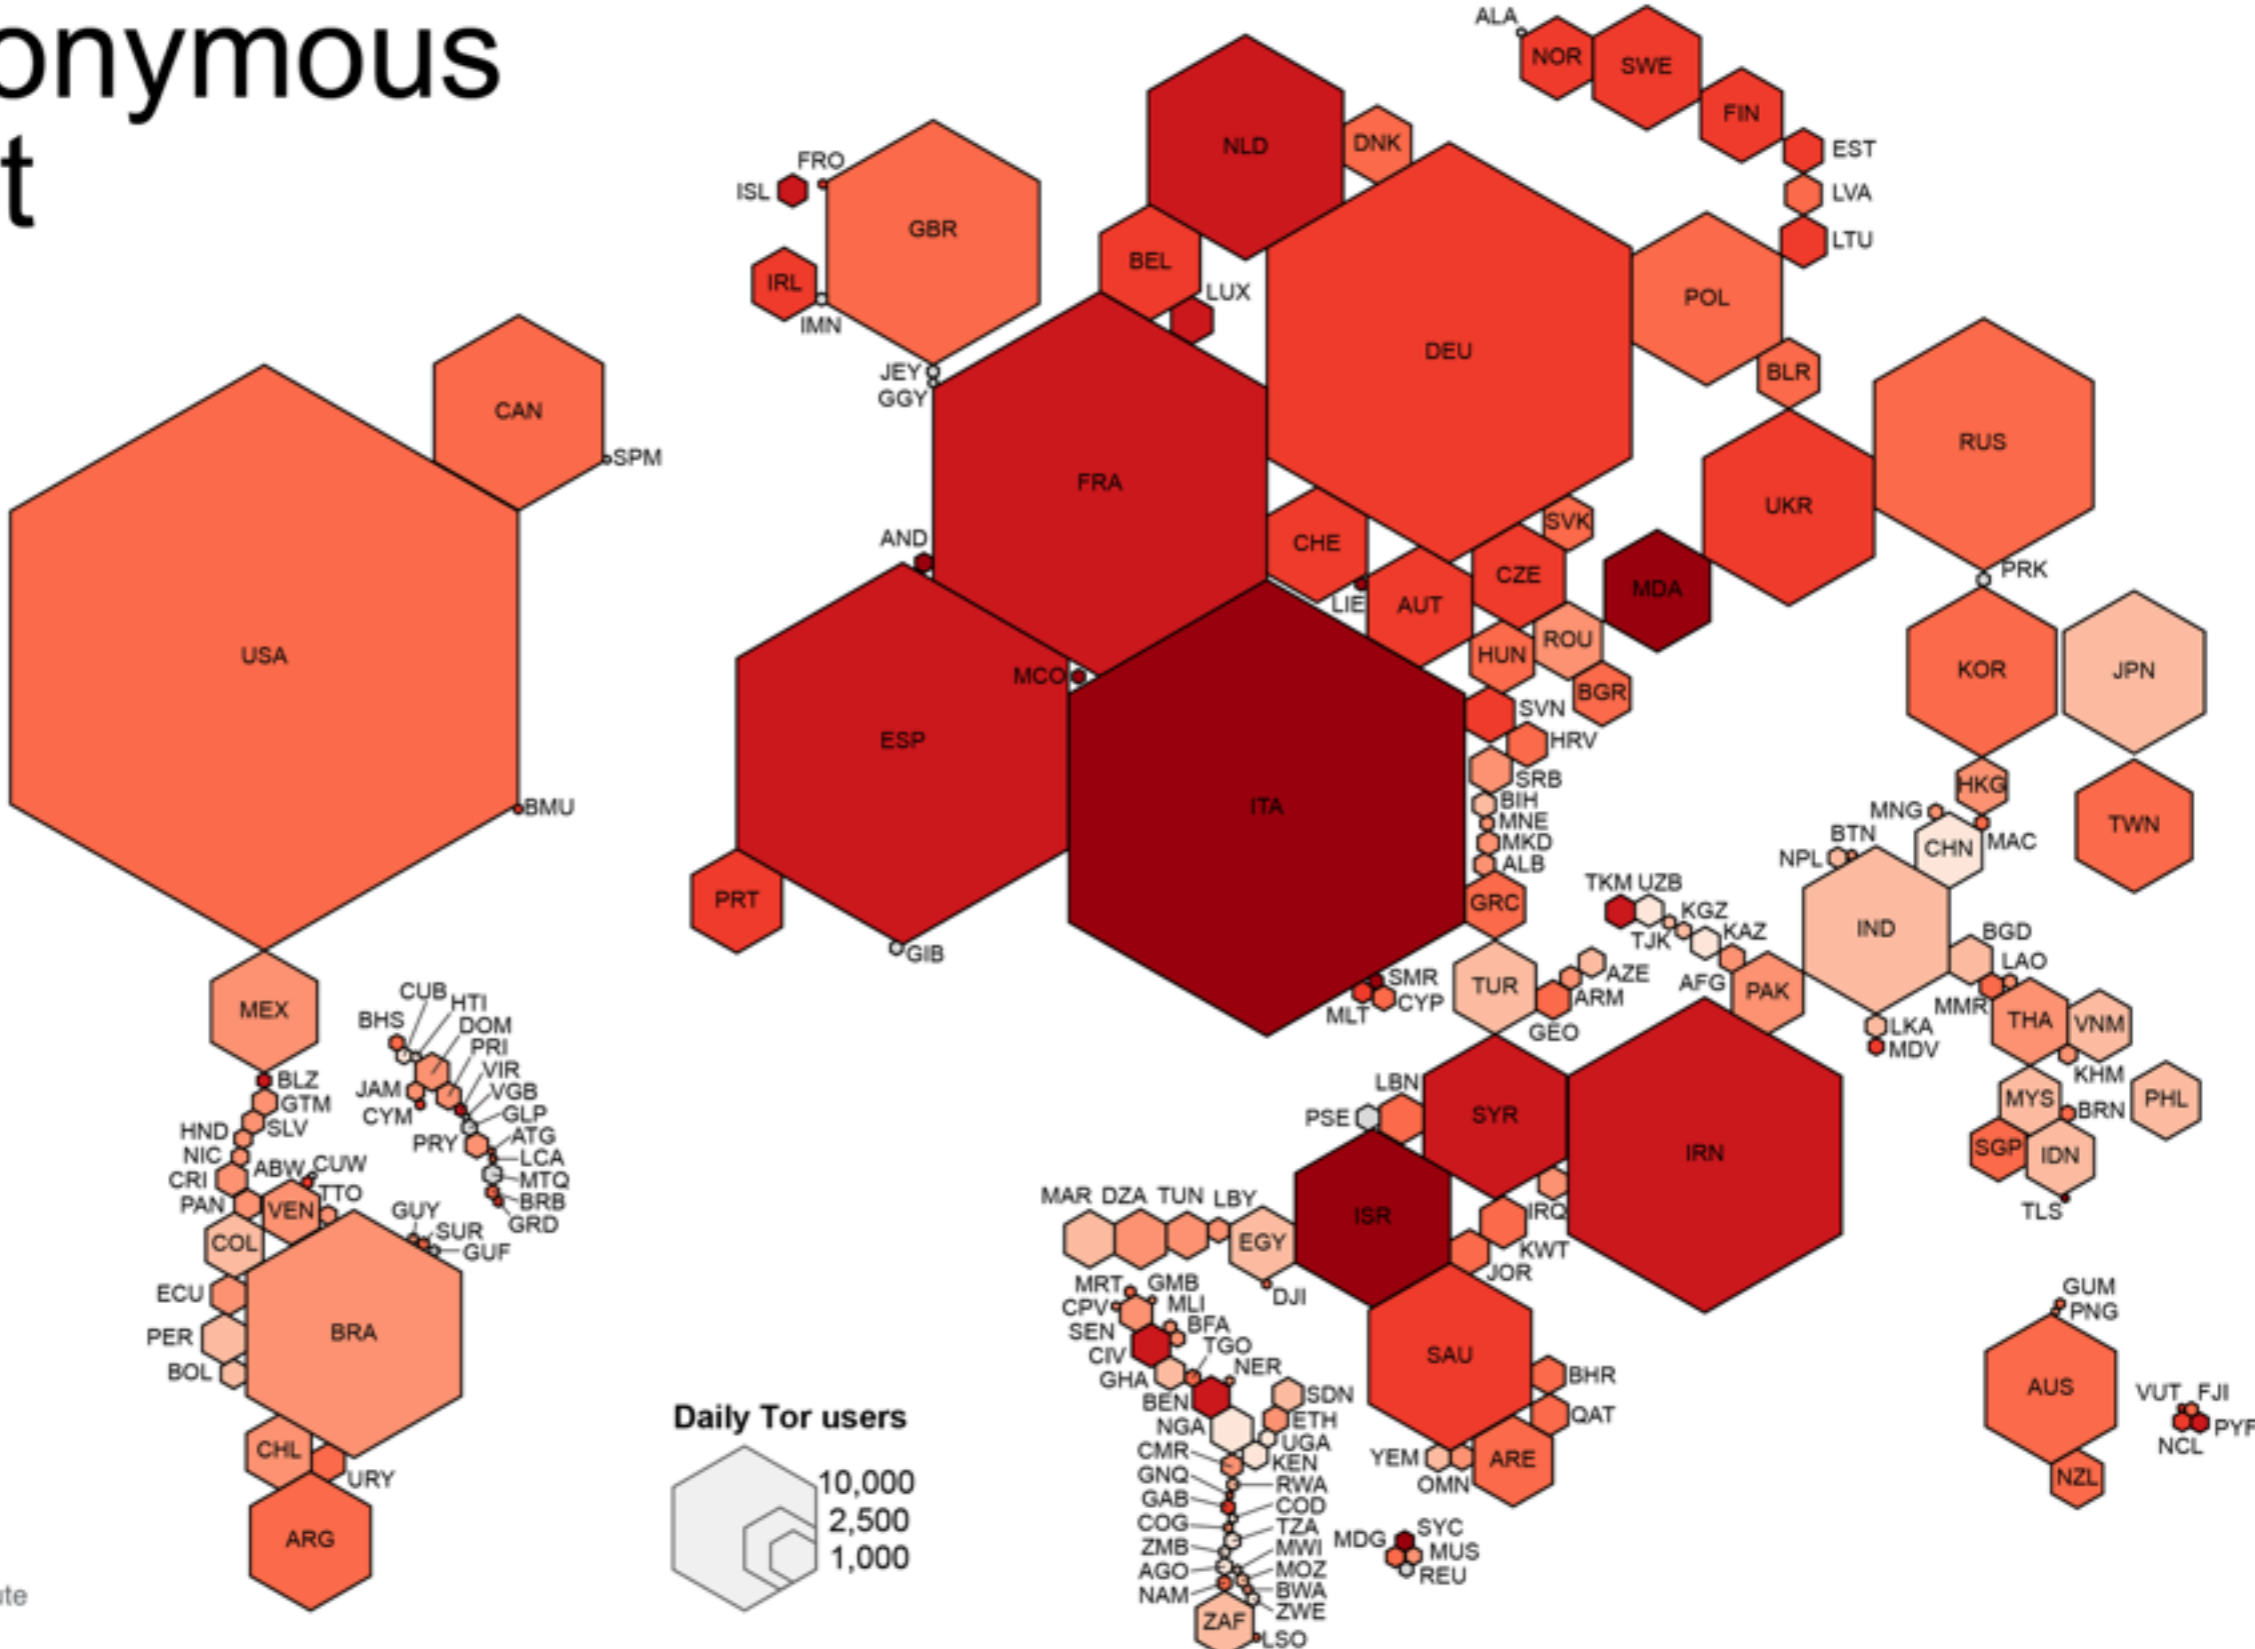 onymous
t
ALA
NOR
SWE
FIN
EST
LVA
LTU
NLD
DNK
FRO
ISL
GBR
IRL
IMN
BEL
LUX
DEU
POL
BLR
JEY
GGY
CAN
SPM
USA
BMU
FRA
AND
CHE
LIE
AUT
CZE
SVK
MDA
UKR
RUS
PRK
KOR
JPN
HUN
ROU
BGR
MCO
ESP
ITA
SVN
HRV
SRB
BIH
MNE
MKD
ALB
GRC
PRT
GIB
HKG
TWN
MNG
MAC
CHN
BTN
NPL
IND
TKM UZB
KGZ
TJK
KAZ
AFG
PAK
BGD
LAO
MMR
THA
VNM
LKA
MDV
KHM
MYS
BRN
PHL
SGP
IDN
TLS
SMR
CYP
MLT
TUR
AZE
ARM
GEO
MEX
CUB
HTI
BHS
DOM
PRI
VIR
JAM
VGB
CYM
GLP
PRY
ATG
LCA
MTQ
BRB
GRD
BLZ
GTM
SLV
HND
NIC
CRI
ABW
CUW
PAN
VEN
TTO
COL
GUY
SUR
GUF
ECU
PER
BOL
BRA
CHL
URY
ARG
LBN
PSE
SYR
IRN
ISR
IRQ
KWT
JOR
MAR DZA TUN LBY
EGY
DJI
MRT
GMB
CPV
MLI
SEN
BFA
CIV
TGO
GHA
NER
BEN
SDN
NGA
ETH
UGA
CMR
KEN
GNQ
RWA
GAB
COD
COG
TZA
ZMB
MWI
AGO
MOZ
NAM
BWA
ZWE
ZAF
LSO
SAU
BHR
QAT
YEM
OMN
ARE
MDG
SYC
MUS
REU
GUM
PNG
AUS
NZL
VUT
FJI
PYF
NCL
Daily Tor users
10,000
2,500
1,000
ute